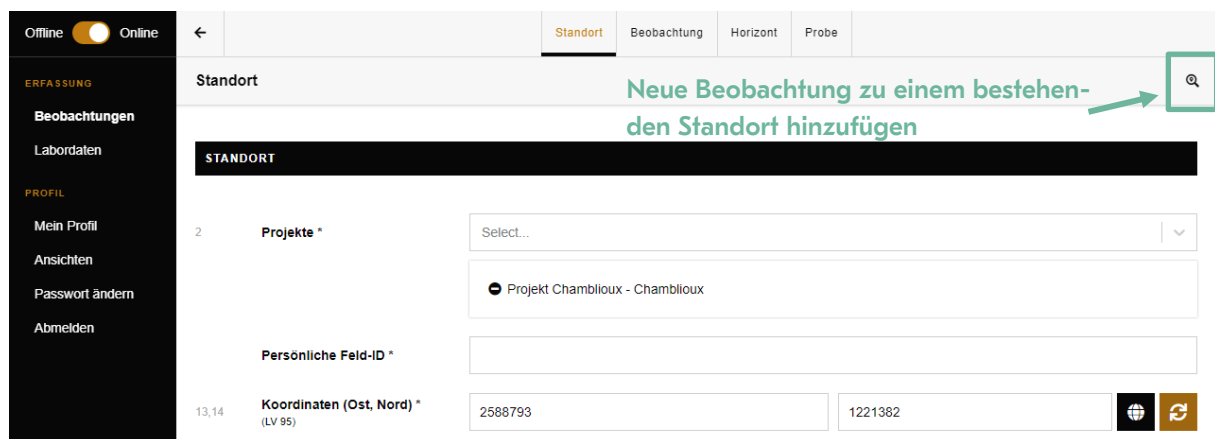 Offline Online
Standort Beobachtung Horizont Probe
ERFASSUNG
Beobachtungen
Labordaten
PROFIL
Mein Profil
Ansichten
Passwort ändern
Abmelden
Standort
Neue Beobachtung zu einem bestehen-
den Standort hinzufügen
STANDORT
2 Projekte * Select...
Projekt Chamblioux - Chamblioux
Persönliche Feld-ID *
13,14 Koordinaten (Ost, Nord) * 2588793 1221382
(LV 95)